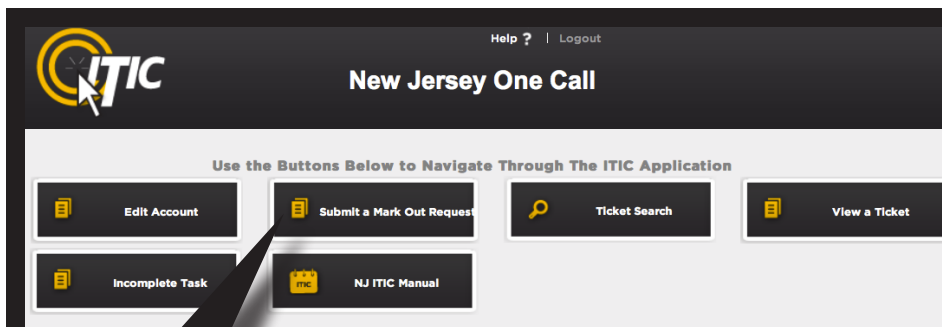 Help ? | Logout
ITIC
New Jersey One Call
Use the Buttons Below to Navigate Through The ITIC Application
Edit Account
Submit a Mark Out Request
Ticket Search
View a Ticket
Incomplete Task
ITIC
NJ ITIC Manual